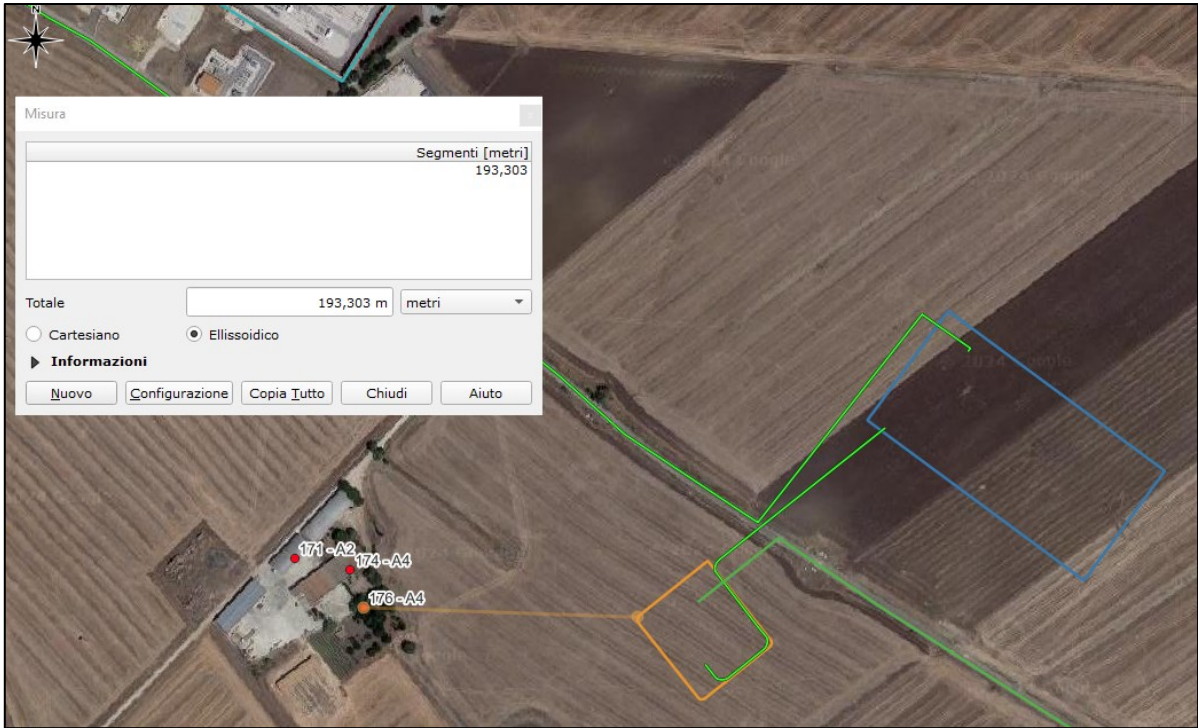 N
Misura
Segmenti [metri]
193,303
Totale
193,303 m
metri
Cartesiano
Ellissoidico
Informazioni
Nuovo
Configurazione
Copia Tutto
Chiudi
Aiuto
171 - A2
174 - A4
176 - A4